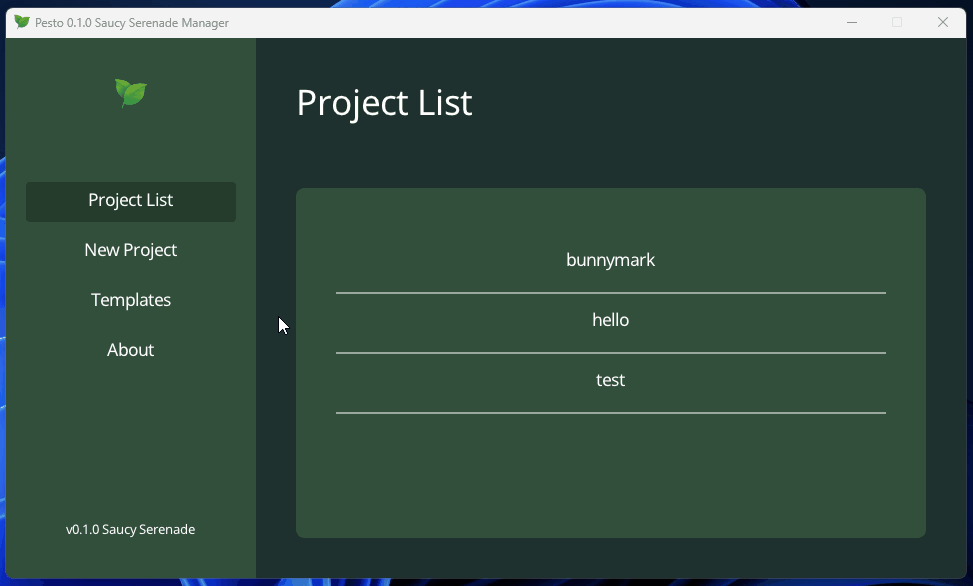 Pesto 0.1.0 Saucy Serenade Manager
Project List
New Project
Templates
About
v0.1.0 Saucy Serenade
Project List
bunnymark
hello
test